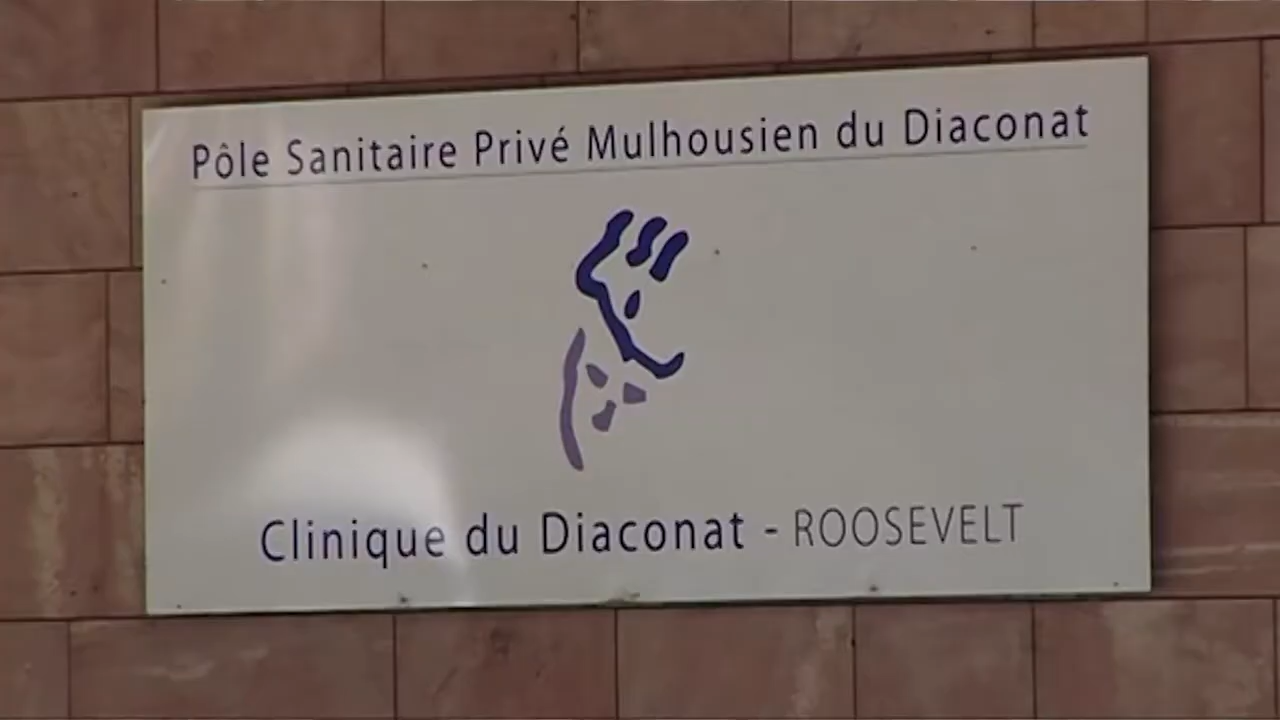 Pôle Sanitaire Privé Mulhousien du Diaconat
Clinique du Diaconat - ROOSEVELT